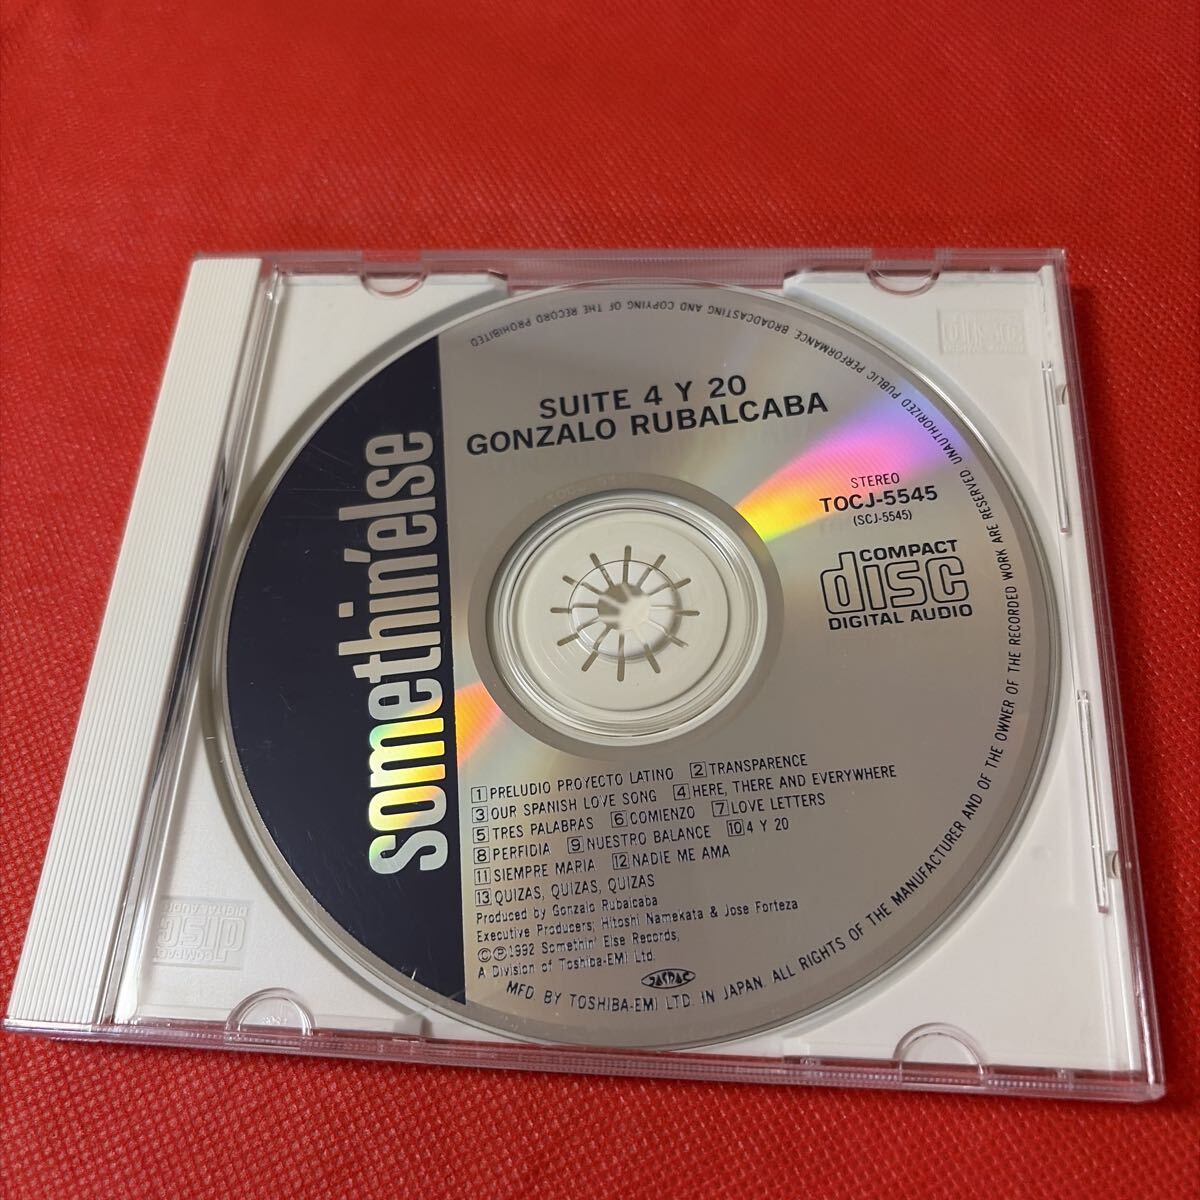 SUITE 4 Y 20
GONZALO RUBALCABA
somethin'else
STEREO
TOCJ-5545
(SCJ-5545)
COMPACT
disc
DIGITAL AUDIO
1 PRELUDIO PROYECTO LATINO 2 TRANSPARENCE
3 OUR SPANISH LOVE SONG 4 HERE, THERE AND EVERYWHERE
5 TRES PALABRAS 6 COMIENZO 7 LOVE LETTERS
8 PERFIDIA 9 NUESTRO BALANCE 10 4 Y 20
11 SIEMPRE MARIA 12 NADIE ME AMA
13 QUIZAS, QUIZAS, QUIZAS
Produced by Gonzalo Rubalcaba
Executive Producers; Hitoshi Namekata & Jose Forteza
©℗1992 Somethin' Else Records,
A Division of Toshiba-EMI Ltd.
JASRAC
MFD. BY TOSHIBA-EMI LTD. IN JAPAN. ALL RIGHTS OF THE MANUFACTURER AND OF THE OWNER OF THE RECORDED WORK ARE RESERVED. UNAUTHORIZED PUBLIC PERFORMANCE, BROADCASTING AND COPYING OF THE RECORD PROHIBITED
COMPACT
disc
DIGITAL AUDIO